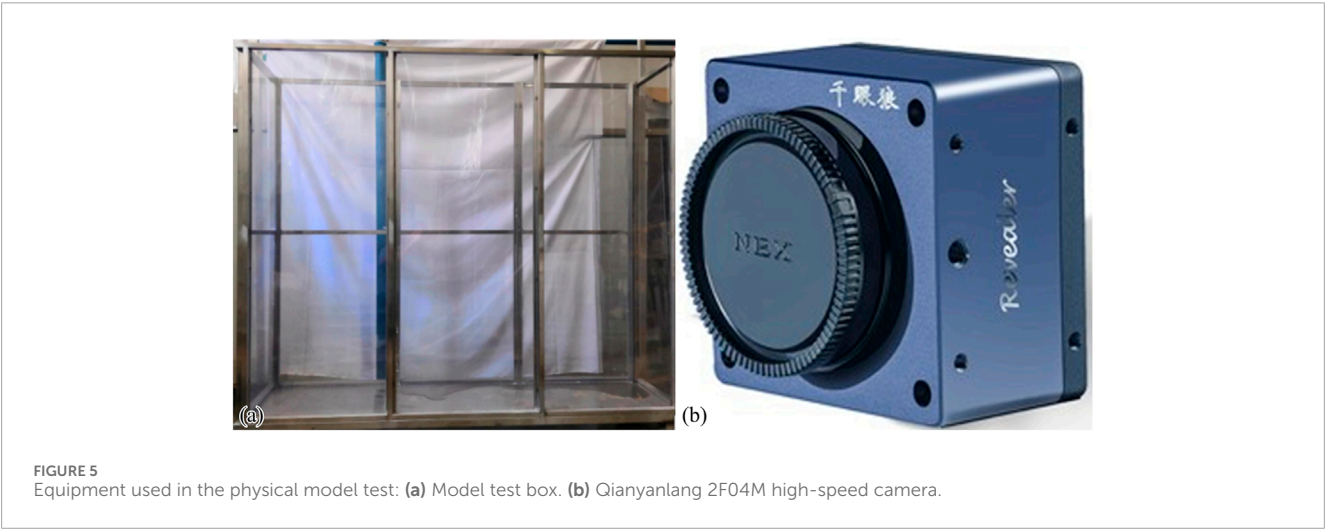 千眼狼
NEX
Revealer
(a)
(b)
FIGURE 5
Equipment used in the physical model test: (a) Model test box. (b) Qianyanlang 2F04M high-speed camera.